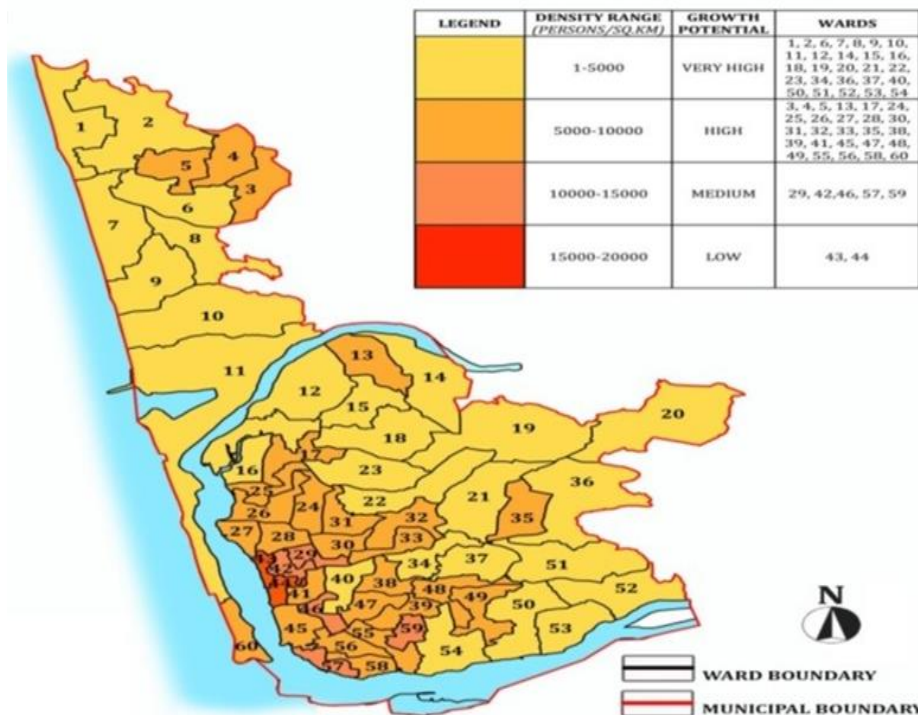 LEGEND
DENSITY RANGE
(PERSONS/SQ.KM)
GROWTH
POTENTIAL
WARDS
1-5000
VERY HIGH
1, 2, 6, 7, 8, 9, 10,
11, 12, 14, 15, 16,
18, 19, 20, 21, 22,
23, 34, 36, 37, 40,
50, 51, 52, 53, 54
5000-10000
HIGH
3, 4, 5, 13, 17, 24,
25, 26, 27, 28, 30,
31, 32, 33, 35, 38,
39, 41, 45, 47, 48,
49, 55, 56, 58, 60
10000-15000
MEDIUM
29, 42,46, 57, 59
15000-20000
LOW
43, 44
1
2
4
5
3
6
7
8
9
10
11
13
14
12
15
20
18
19
17
16
23
36
25
22
21
26
24
31
32
35
27
28
30
33
43
29
42
34
37
51
44
41
40
38
48
52
46
47
39
49
50
45
55
59
53
60
56
54
57
58
N
WARD BOUNDARY
MUNICIPAL BOUNDARY